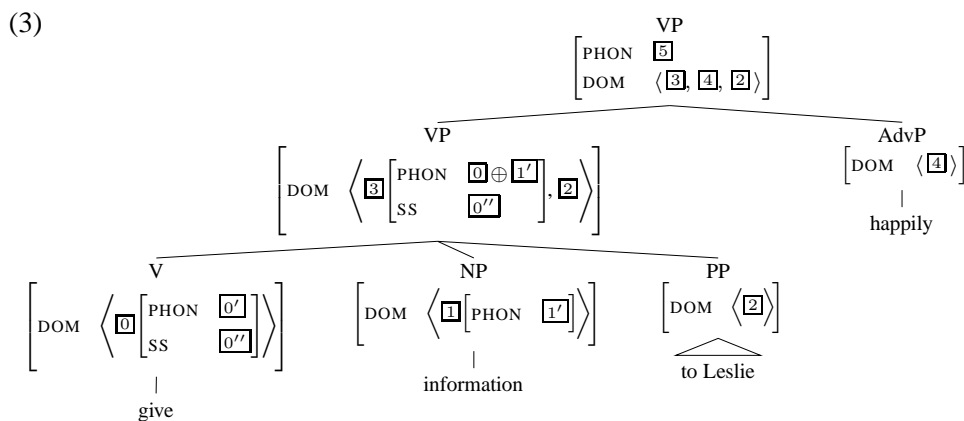 (3)
VP
[PHON 5
DOM ⟨3, 4, 2⟩]
VP AdvP
[DOM ⟨3[PHON 0⊕1′
SS 0′′], 2⟩] [DOM ⟨4⟩]
happily
V NP PP
[DOM ⟨0[PHON 0′
SS 0′′]⟩] [DOM ⟨1[PHON 1′]⟩] [DOM ⟨2⟩]
give information to Leslie